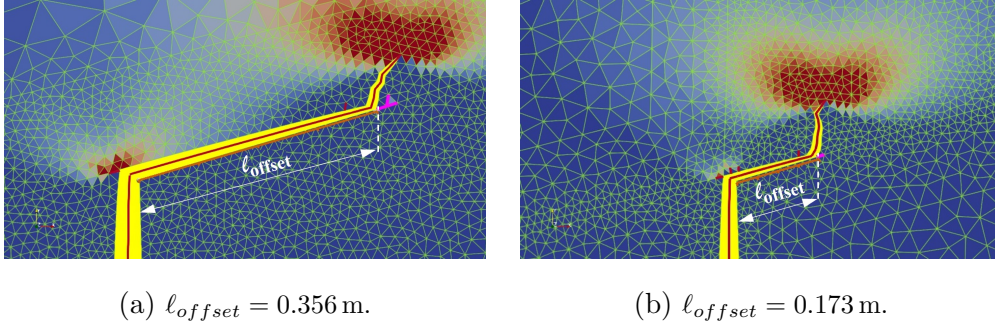 ℓoffset
ℓoffset
(a) ℓoffset = 0.356 m.
(b) ℓoffset = 0.173 m.